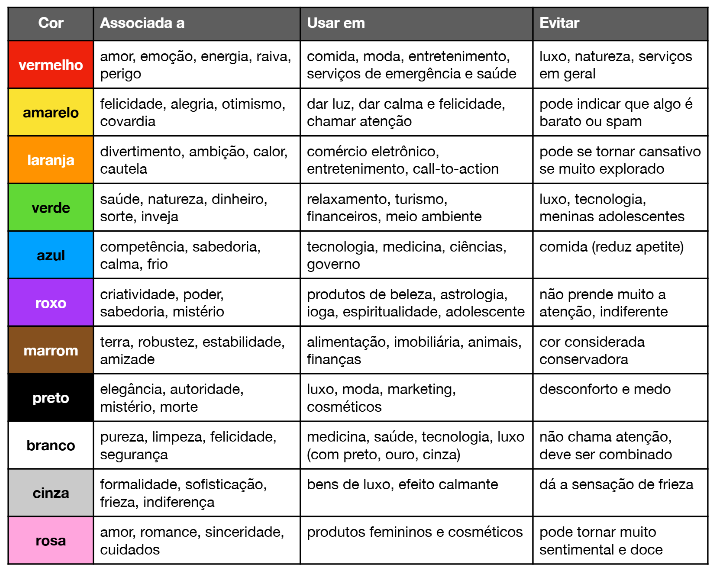 Cor Associada a Usar em Evitar
vermelho
amor, emoção, energia, raiva,
perigo
comida, moda, entretenimento,
serviços de emergência e saúde
luxo, natureza, serviços
em geral
amarelo
felicidade, alegria, otimismo,
covardia
dar luz, dar calma e felicidade,
chamar atenção
pode indicar que algo é
barato ou spam
laranja
divertimento, ambição, calor,
cautela
comércio eletrônico,
entretenimento, call-to-action
pode se tornar cansativo
se muito explorado
verde
saúde, natureza, dinheiro,
sorte, inveja
relaxamento, turismo,
financeiros, meio ambiente
luxo, tecnologia,
meninas adolescentes
azul
competência, sabedoria,
calma, frio
tecnologia, medicina, ciências,
governo
comida (reduz apetite)
roxo
criatividade, poder,
sabedoria, mistério
produtos de beleza, astrologia,
ioga, espiritualidade, adolescente
não prende muito a
atenção, indiferente
marrom
terra, robustez, estabilidade,
amizade
alimentação, imobiliária, animais,
finanças
cor considerada
conservadora
preto
elegância, autoridade,
mistério, morte
luxo, moda, marketing,
cosméticos
desconforto e medo
branco
pureza, limpeza, felicidade,
segurança
medicina, saúde, tecnologia, luxo
(com preto, ouro, cinza)
não chama atenção,
deve ser combinado
cinza
formalidade, sofisticação,
frieza, indiferença
bens de luxo, efeito calmante
dá a sensação de frieza
rosa
amor, romance, sinceridade,
cuidados
produtos femininos e cosméticos
pode tornar muito
sentimental e doce